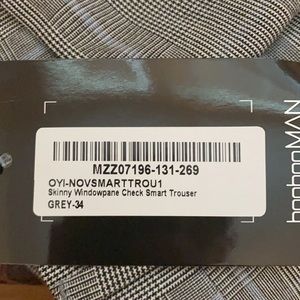 MZZ07196-131-269
OYI-NOVSMARTTROU1
Skinny Windowpane Check Smart Trouser
GREY-34
boohooMAN